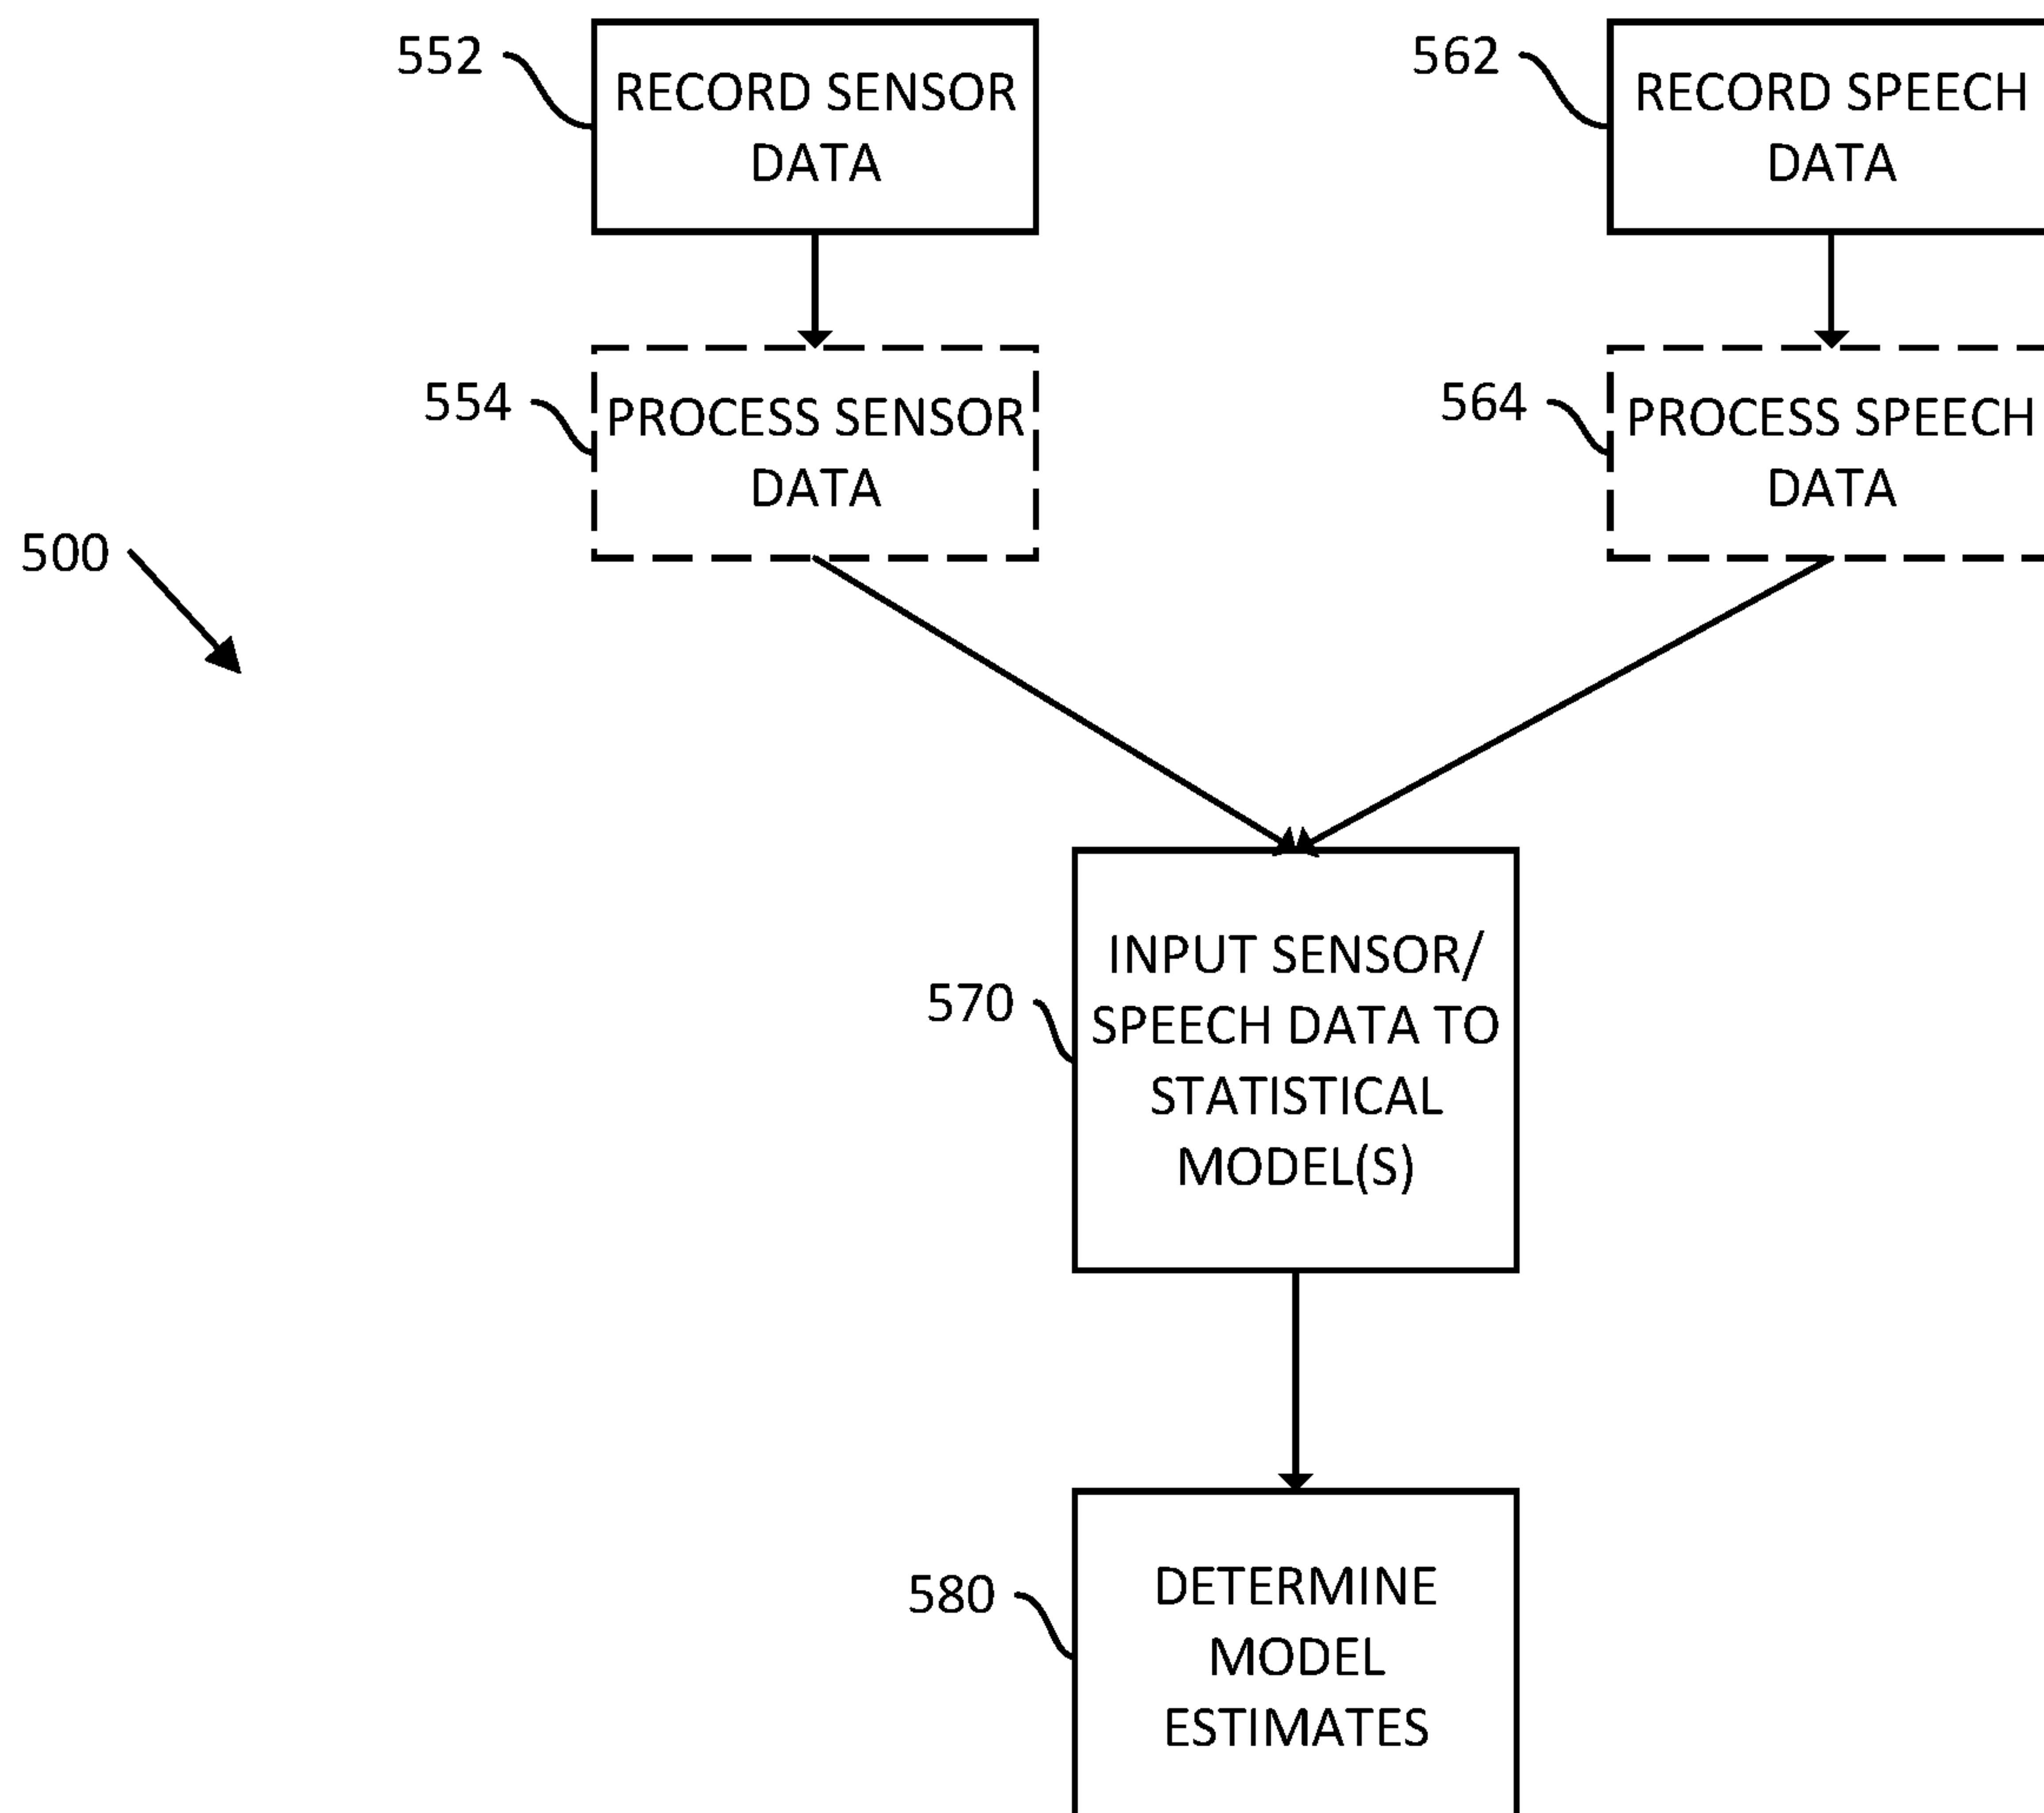 552
RECORD SENSOR
DATA
562
RECORD SPEECH
DATA
554
PROCESS SENSOR
DATA
564
PROCESS SPEECH
DATA
500
570
INPUT SENSOR/
SPEECH DATA TO
STATISTICAL
MODEL(S)
580
DETERMINE
MODEL
ESTIMATES